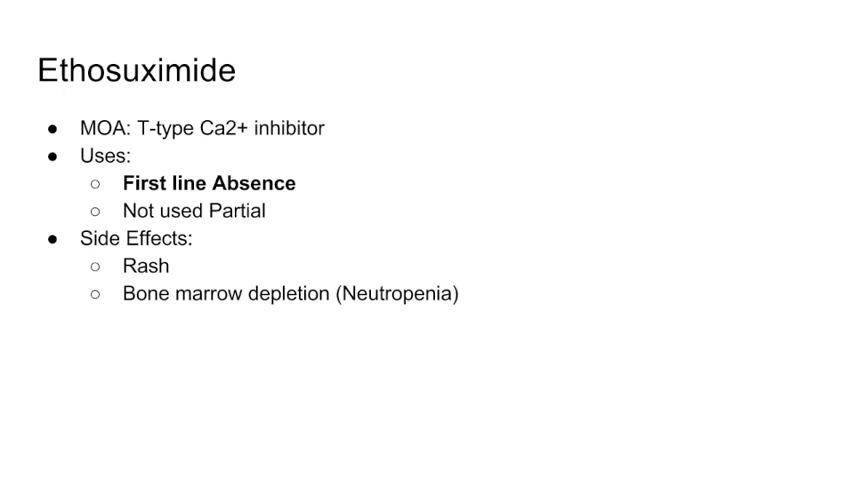 Ethosuximide
● MOA: T-type Ca2+ inhibitor
● Uses:
○ First line Absence
○ Not used Partial
● Side Effects:
○ Rash
○ Bone marrow depletion (Neutropenia)